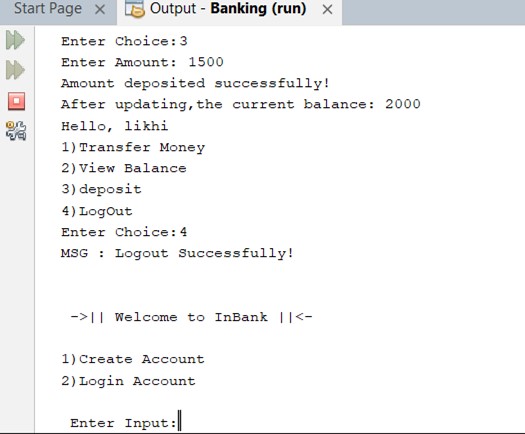 Start Page Output - Banking (run)
Enter Choice:3
Enter Amount: 1500
Amount deposited successfully!
After updating,the current balance: 2000
Hello, likhi
1)Transfer Money
2)View Balance
3)deposit
4)LogOut
Enter Choice:4
MSG : Logout Successfully!
->|| Welcome to InBank ||<-
1)Create Account
2)Login Account
Enter Input: